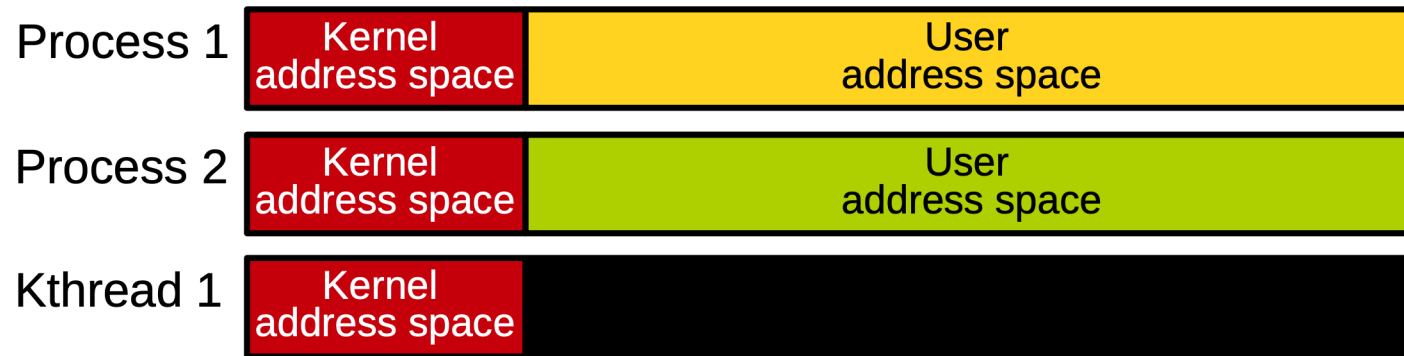 Process 1
Kernel
address space
User
address space
Process 2
Kernel
address space
User
address space
Kthread 1
Kernel
address space